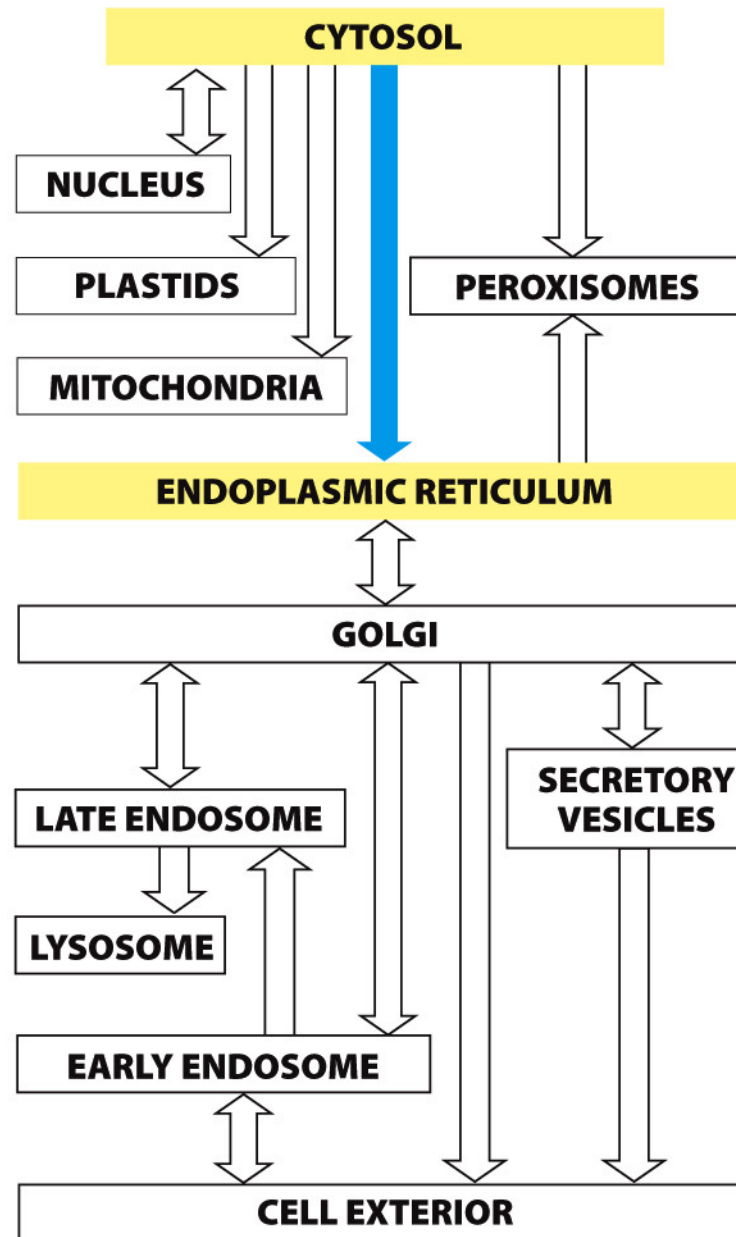 CYTOSOL
NUCLEUS
PLASTIDS
PEROXISOMES
MITOCHONDRIA
ENDOPLASMIC RETICULUM
GOLGI
SECRETORY
VESICLES
LATE ENDOSOME
LYSOSOME
EARLY ENDOSOME
CELL EXTERIOR